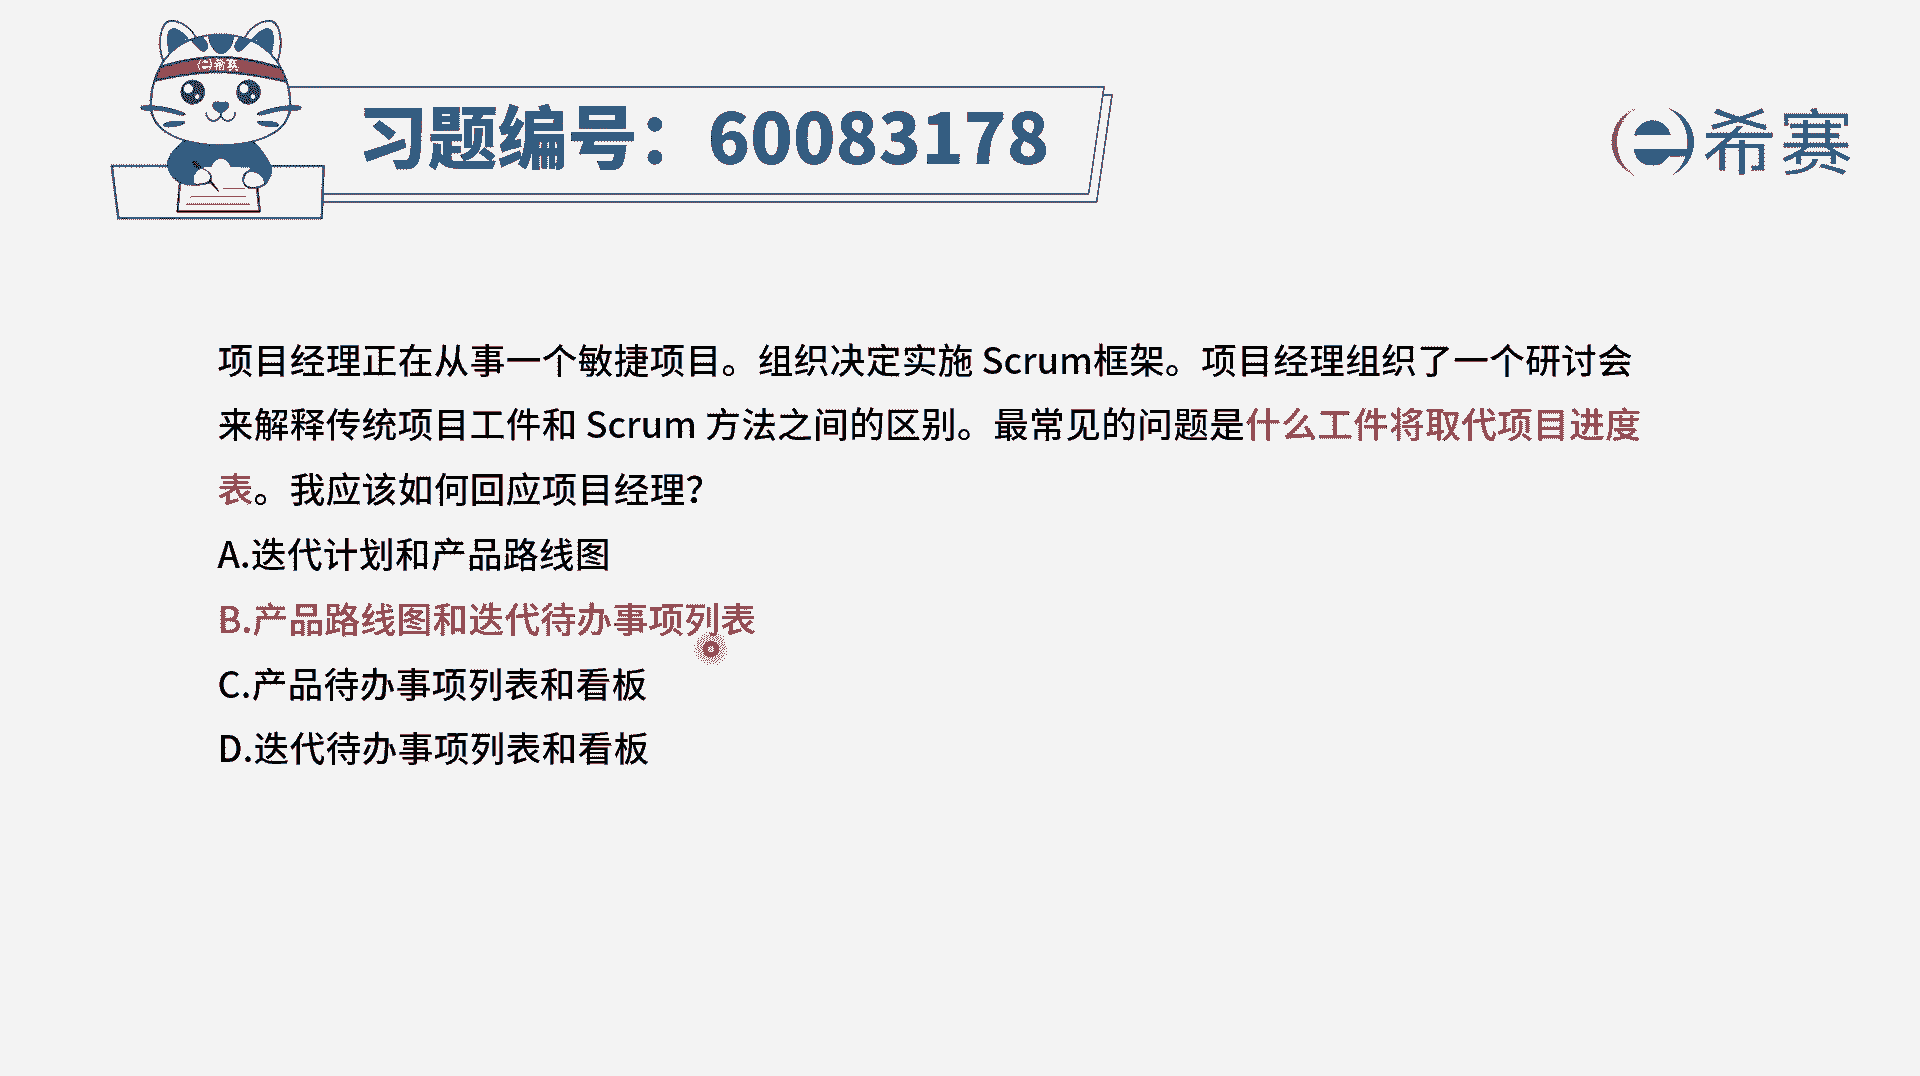 希赛
习题编号：60083178
希赛
项目经理正在从事一个敏捷项目。组织决定实施 Scrum框架。项目经理组织了一个研讨会
来解释传统项目工件和 Scrum 方法之间的区别。最常见的问题是什么工件将取代项目进度
表。我应该如何回应项目经理？
A.迭代计划和产品路线图
B.产品路线图和迭代待办事项列表
C.产品待办事项列表和看板
D.迭代待办事项列表和看板